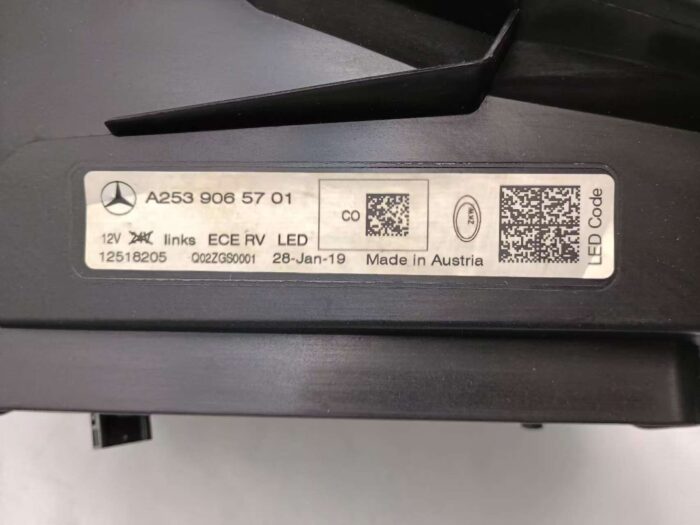 A253 906 57 01
CO
ZKW
12V 24V links ECE RV LED
12518205 Q02ZGS0001 28-Jan-19 Made in Austria
LED Code